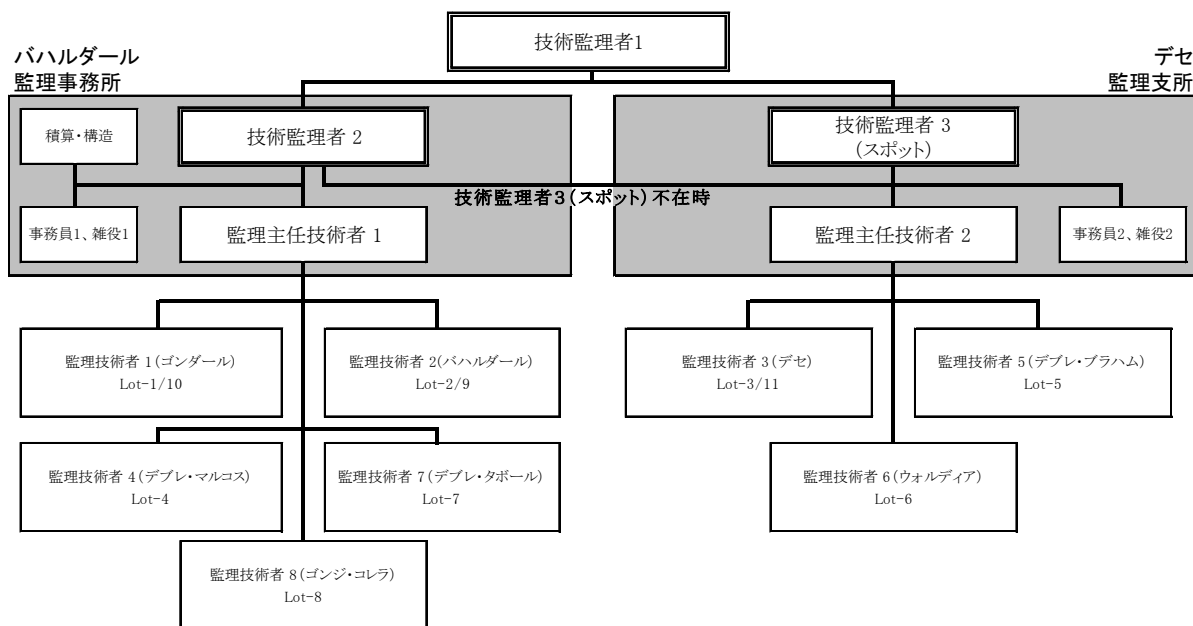 技術監理者1
バハルダール
監理事務所
デセ
監理支所
積算・構造
技術監理者 2
技術監理者 3
(スポット)
技術監理者3(スポット)不在時
事務員1、雑役1
監理主任技術者 1
監理主任技術者 2
事務員2、雑役2
監理技術者 1(ゴンダール)
Lot-1/10
監理技術者 2(バハルダール)
Lot-2/9
監理技術者 3(デセ)
Lot-3/11
監理技術者 5(デブレ・ブラハム)
Lot-5
監理技術者 4(デブレ・マルコス)
Lot-4
監理技術者 7(デブレ・タボール)
Lot-7
監理技術者 6(ウォルディア)
Lot-6
監理技術者 8(ゴンジ・コレラ)
Lot-8